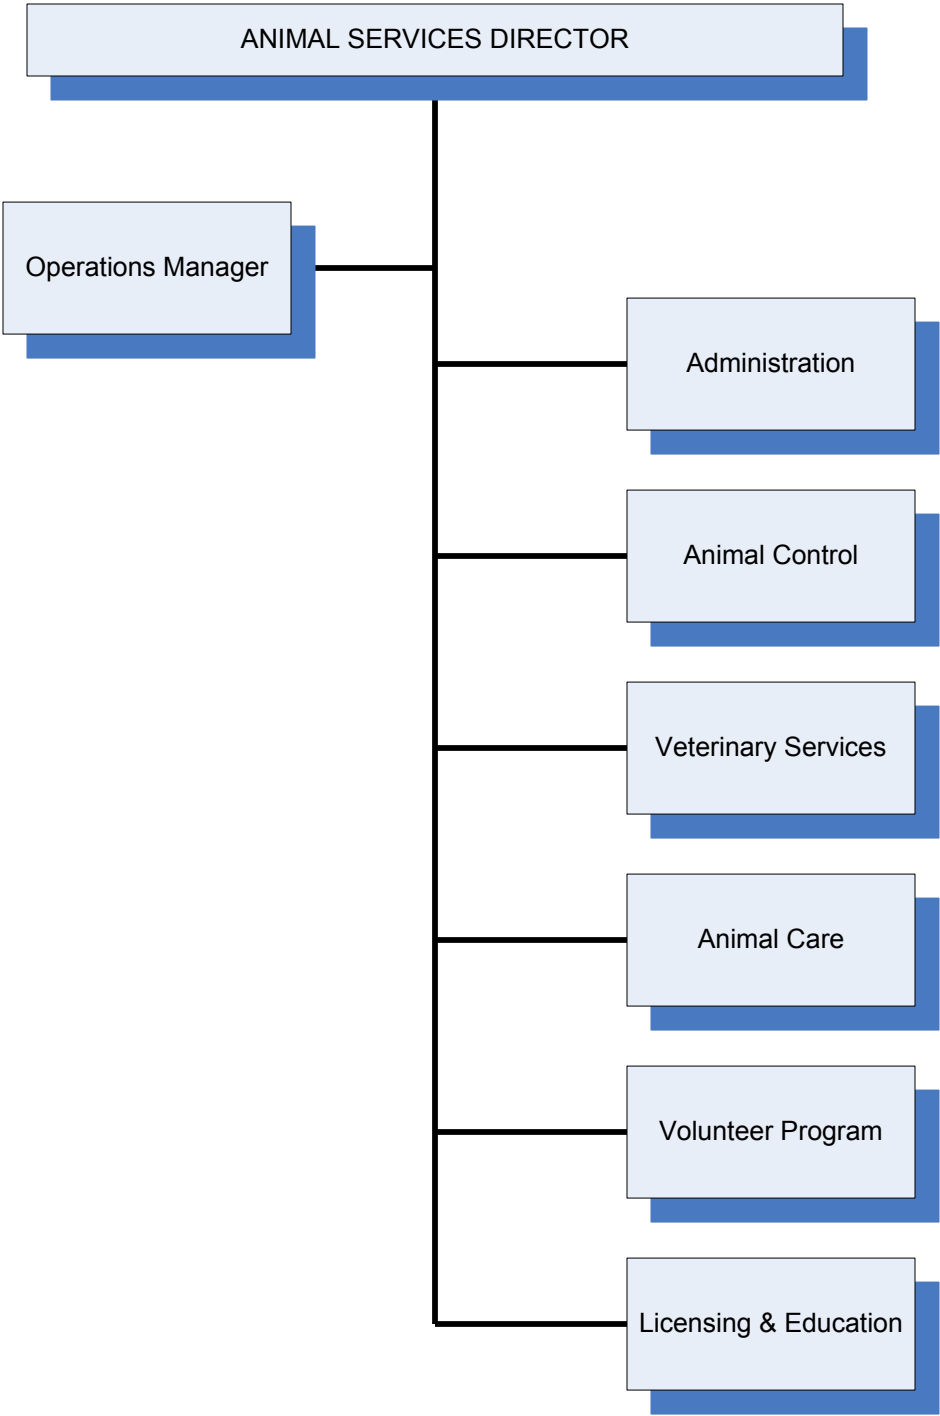 ANIMAL SERVICES DIRECTOR
Operations Manager
Administration
Animal Control
Veterinary Services
Animal Care
Volunteer Program
Licensing & Education